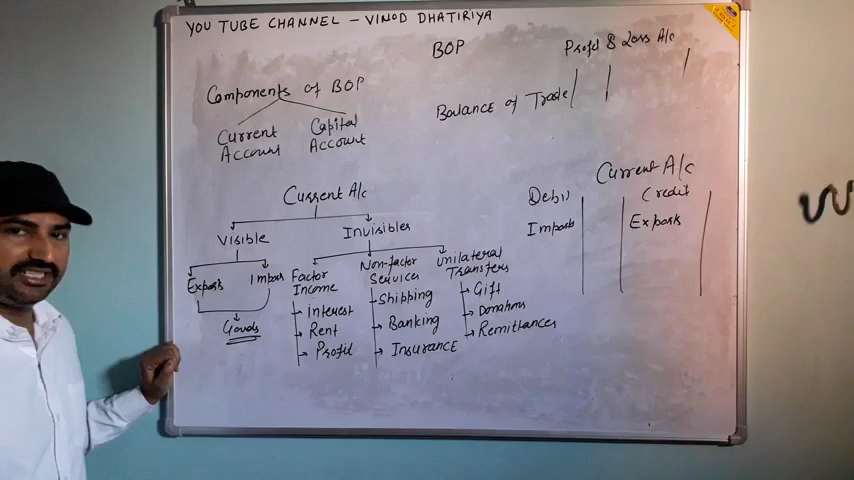 YOU TUBE CHANNEL - VINOD DHATIRIYA
BOP
Profit & Loss A/c
Components of BOP
Balance of Trade
Current Account
Capital Account
Current A/c
Debit
Credit
Imports
Exports
Current A/c
Visible
Invisibles
Exports
Imports
Goods
Factor Income
Interest
Rent
Profit
Non-factor Services
Shipping
Banking
Insurance
Unilateral Transfers
Gift
Donations
Remittances